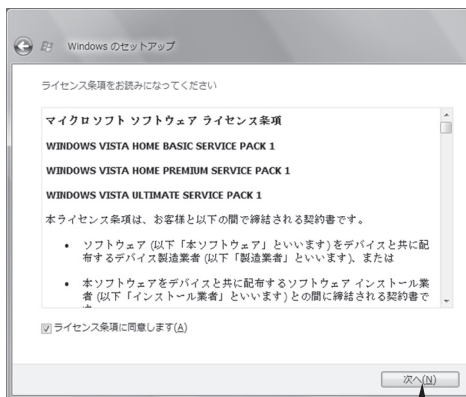 Windows のセットアップ
ライセンス条項をお読みになってください
マイクロソフト ソフトウェア ライセンス条項
WINDOWS VISTA HOME BASIC SERVICE PACK 1
WINDOWS VISTA HOME PREMIUM SERVICE PACK 1
WINDOWS VISTA ULTIMATE SERVICE PACK 1
本ライセンス条項は、お客様と以下の間で締結される契約書です。
• ソフトウェア (以下「本ソフトウェア」といいます) をデバイスと共に配
布するデバイス製造業者 (以下「製造業者」といいます)、または
• 本ソフトウェアをデバイスと共に配布するソフトウェア インストール業
者 (以下「インストール業者」といいます) との間に締結される契約書で
ライセンス条項に同意します(A)
次へ(N)